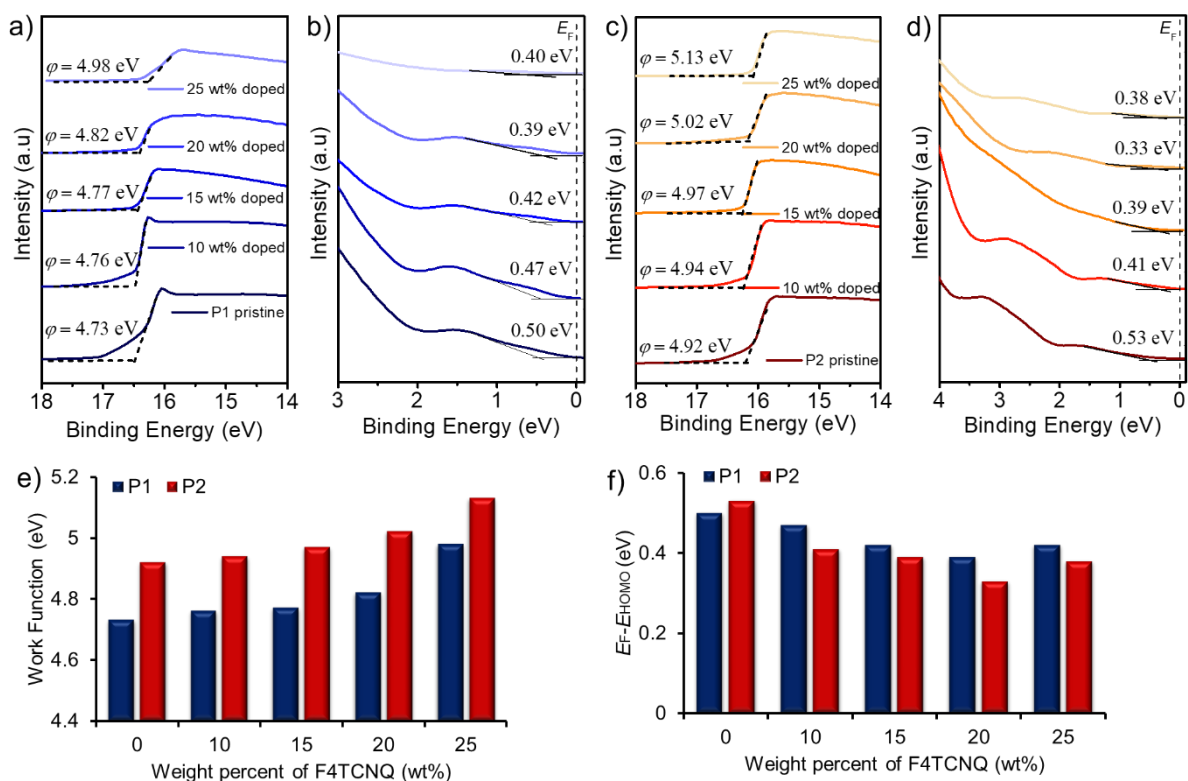 a)
φ = 4.98 eV
25 wt% doped
φ = 4.82 eV
20 wt% doped
φ = 4.77 eV
15 wt% doped
φ = 4.76 eV
10 wt% doped
φ = 4.73 eV
P1 pristine
Intensity (a.u)
18 17 16 15 14
Binding Energy (eV)
b)
EF
0.40 eV
0.39 eV
0.42 eV
0.47 eV
0.50 eV
Intensity (a.u)
3 2 1 0
Binding Energy (eV)
c)
φ = 5.13 eV
25 wt% doped
φ = 5.02 eV
20 wt% doped
φ = 4.97 eV
15 wt% doped
φ = 4.94 eV
10 wt% doped
φ = 4.92 eV
P2 pristine
Intensity (a.u)
18 17 16 15 14
Binding Energy (eV)
d)
EF
0.38 eV
0.33 eV
0.39 eV
0.41 eV
0.53 eV
Intensity (a.u)
4 3 2 1 0
Binding Energy (eV)
e)
P1 P2
5.2
5
4.8
4.6
4.4
Work Function (eV)
0 10 15 20 25
Weight percent of F4TCNQ (wt%)
f)
P1 P2
0.6
0.4
0.2
0
EF-EHOMO (eV)
0 10 15 20 25
Weight percent of F4TCNQ (wt%)